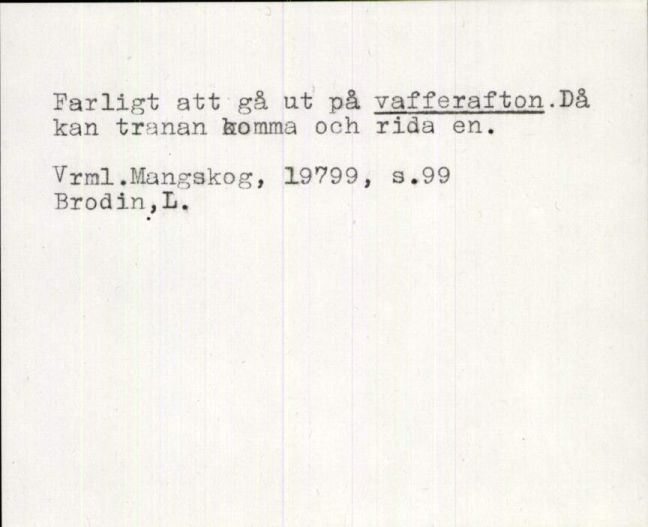 Farligt att gå ut på vafferafton.Då
kan tranan komma och rida en.
Vrml.Mangskog, 19799, s.99
Brodin,L.